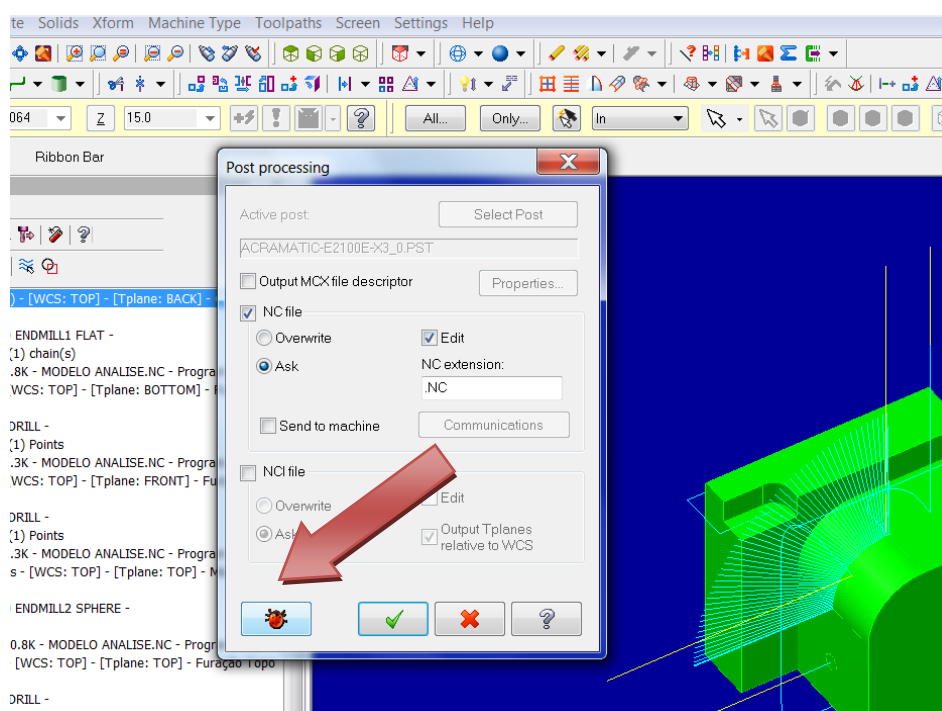 te Solids Xform Machine Type Toolpaths Screen Settings Help
064 Z 15.0 All... Only... In
Ribbon Bar
Post processing
Active post:
Select Post
ACRAMATIC-E2100E-X3_0.PST
Output MCX file descriptor
Properties...
NC file
Overwrite
Edit
Ask
NC extension:
.NC
Send to machine
Communications
NCI file
Overwrite
Edit
Ask
Output Tplanes
relative to WCS
) - [WCS: TOP] - [Tplane: BACK] -
ENDMILL1 FLAT -
(1) chain(s)
.8K - MODELO ANALISE.NC - Progra
WCS: TOP] - [Tplane: BOTTOM] - F
DRILL -
(1) Points
.3K - MODELO ANALISE.NC - Progra
WCS: TOP] - [Tplane: FRONT] - Fu
DRILL -
(1) Points
.3K - MODELO ANALISE.NC - Progra
s - [WCS: TOP] - [Tplane: TOP] - M
ENDMILL2 SPHERE -
0.8K - MODELO ANALISE.NC - Progr
[WCS: TOP] - [Tplane: TOP] - Furação Topo
DRILL -